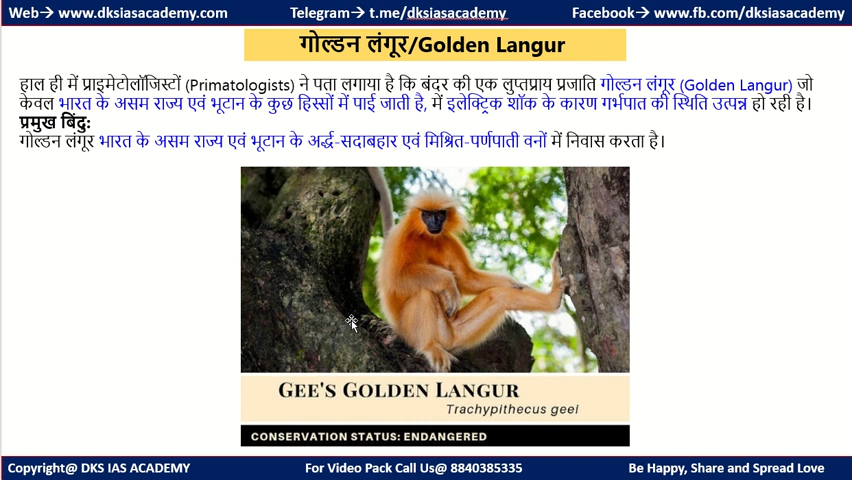 Web→ www.dksiasacademy.com Telegram→ t.me/dksiasacademy Facebook→ www.fb.com/dksiasacademy
गोल्डन लंगूर/Golden Langur
हाल ही में प्राइमेटोलॉजिस्टों (Primatologists) ने पता लगाया है कि बंदर की एक लुप्तप्राय प्रजाति गोल्डन लंगूर (Golden Langur) जो
केवल भारत के असम राज्य एवं भूटान के कुछ हिस्सों में पाई जाती है, में इलेक्ट्रिक शॉक के कारण गर्भपात की स्थिति उत्पन्न हो रही है।
प्रमुख बिंदु:
गोल्डन लंगूर भारत के असम राज्य एवं भूटान के अर्द्ध-सदाबहार एवं मिश्रित-पर्णपाती वनों में निवास करता है।
GEE'S GOLDEN LANGUR
Trachypithecus geei
CONSERVATION STATUS: ENDANGERED
Copyright@ DKS IAS ACADEMY For Video Pack Call Us@ 8840385335 Be Happy, Share and Spread Love